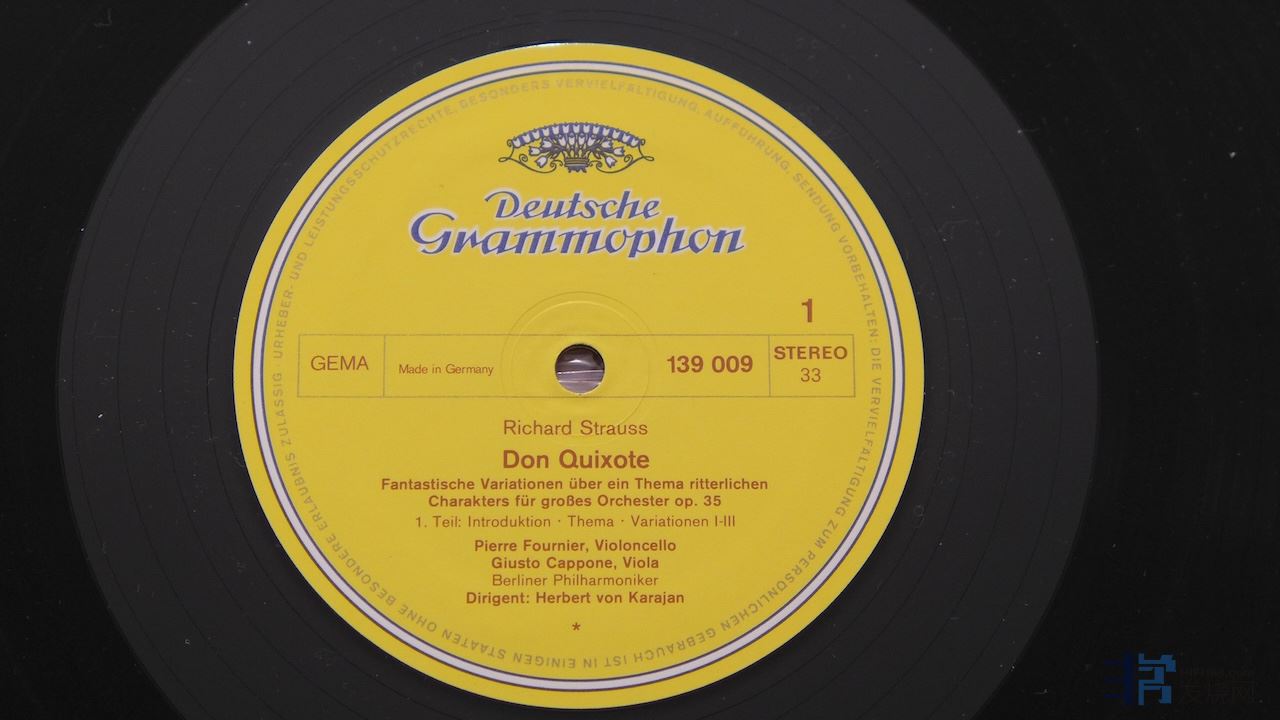 URHEBER- UND LEISTUNGSSCHUTZRECHTE, BESONDERS VERVIELFÄLTIGUNG, AUFFÜHRUNG, SENDUNG VORBEHALTEN: DIE VERVIELFÄLTIGUNG ZUM PERSÖNLICHEN GEBRAUCH IST IN EINIGEN STAATEN OHNE BESONDERE ERLAUBNIS ZULÄSSIG ·
Deutsche
Grammophon
1
GEMA Made in Germany 139 009 STEREO
33
Richard Strauss
Don Quixote
Fantastische Variationen über ein Thema ritterlichen
Charakters für großes Orchester op. 35
1. Teil: Introduktion · Thema · Variationen I-III
Pierre Fournier, Violoncello
Giusto Cappone, Viola
Berliner Philharmoniker
Dirigent: Herbert von Karajan
*